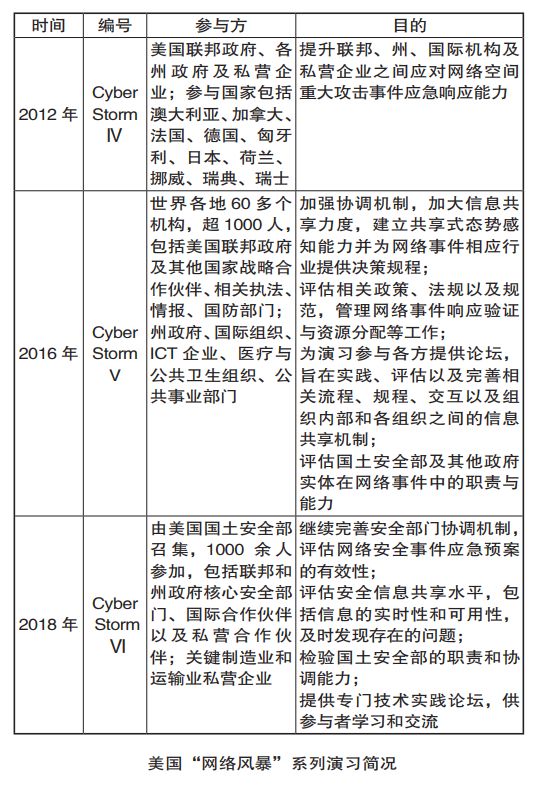 时间 编号 参与方 目的
2012 年
Cyber
Storm
Ⅳ
美国联邦政府、各
州政府及私营企
业；参与国家包括
澳大利亚、加拿大、
法国、德国、匈牙
利、日本、荷兰、
挪威、瑞典、瑞士
提升联邦、州、国际机构及
私营企业之间应对网络空间
重大攻击事件应急响应能力
2016 年
Cyber
Storm
Ⅴ
世界各地 60 多个
机构，超 1000 人，
包括美国联邦政府
及其他国家战略合
作伙伴、相关执法、
情报、国防部门；
州政府、国际组织、
ICT 企业、医疗与
公共卫生组织、公
共事业部门
加强协调机制，加大信息共
享力度，建立共享式态势感
知能力并为网络事件相应行
业提供决策规程；
评估相关政策、法规以及规
范，管理网络事件响应验证
与资源分配等工作；
为演习参与各方提供论坛，
旨在实践、评估以及完善相
关流程、规程、交互以及组
织内部和各组织之间的信息
共享机制；
评估国土安全部及其他政府
实体在网络事件中的职责与
能力
2018 年
Cyber
Storm
Ⅵ
由美国国土安全部
召集，1000 余人
参加，包括联邦和
州政府核心安全部
门、国际合作伙伴
以及私营合作伙
伴；关键制造业和
运输业私营企业
继续完善安全部门协调机制，
评估网络安全事件应急预案
的有效性；
评估安全信息共享水平，包
括信息的实时性和可用性，
及时发现存在的问题；
检验国土安全部的职责和协
调能力；
提供专门技术实践论坛，供
参与者学习和交流
美国“网络风暴”系列演习简况